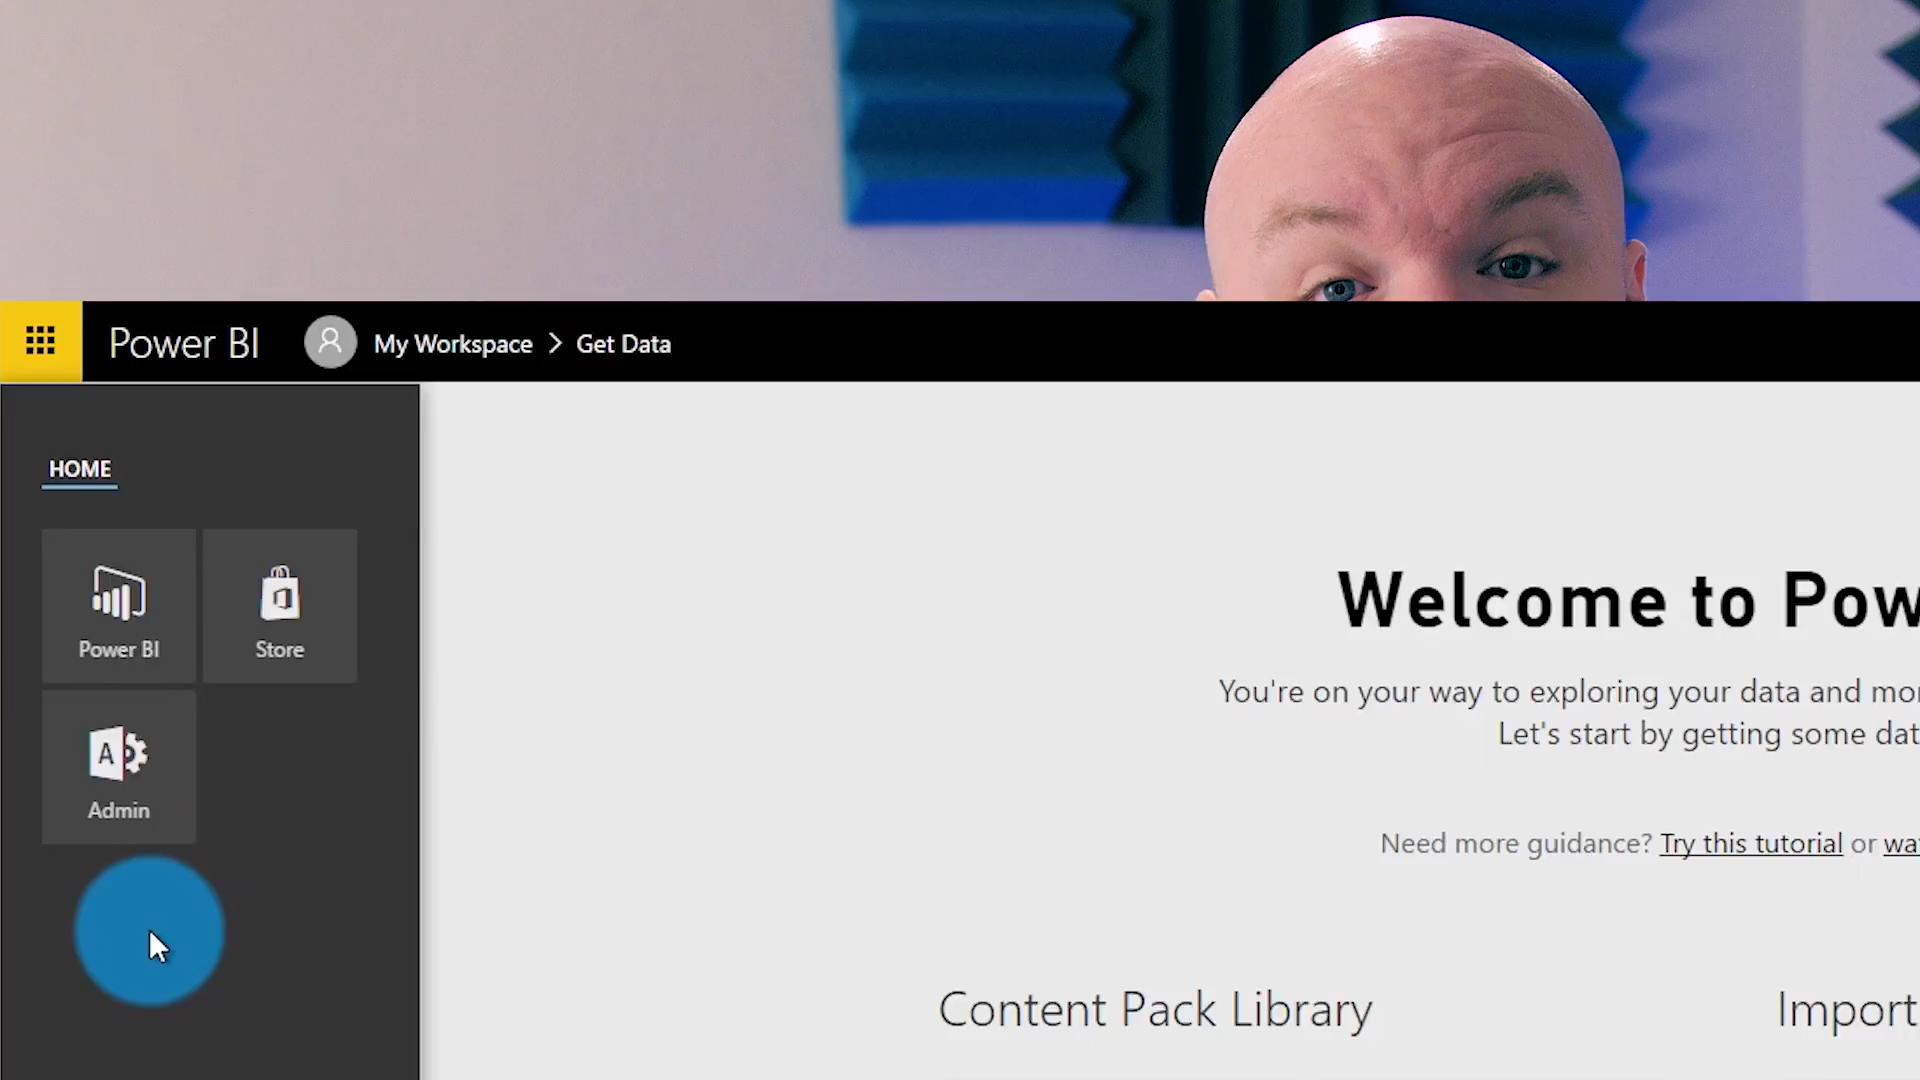 Power BI
My Workspace > Get Data
HOME
Power BI
Store
Admin
Welcome to Pow
You're on your way to exploring your data and mo
Let's start by getting some dat
Need more guidance? Try this tutorial or wa
Content Pack Library
Import